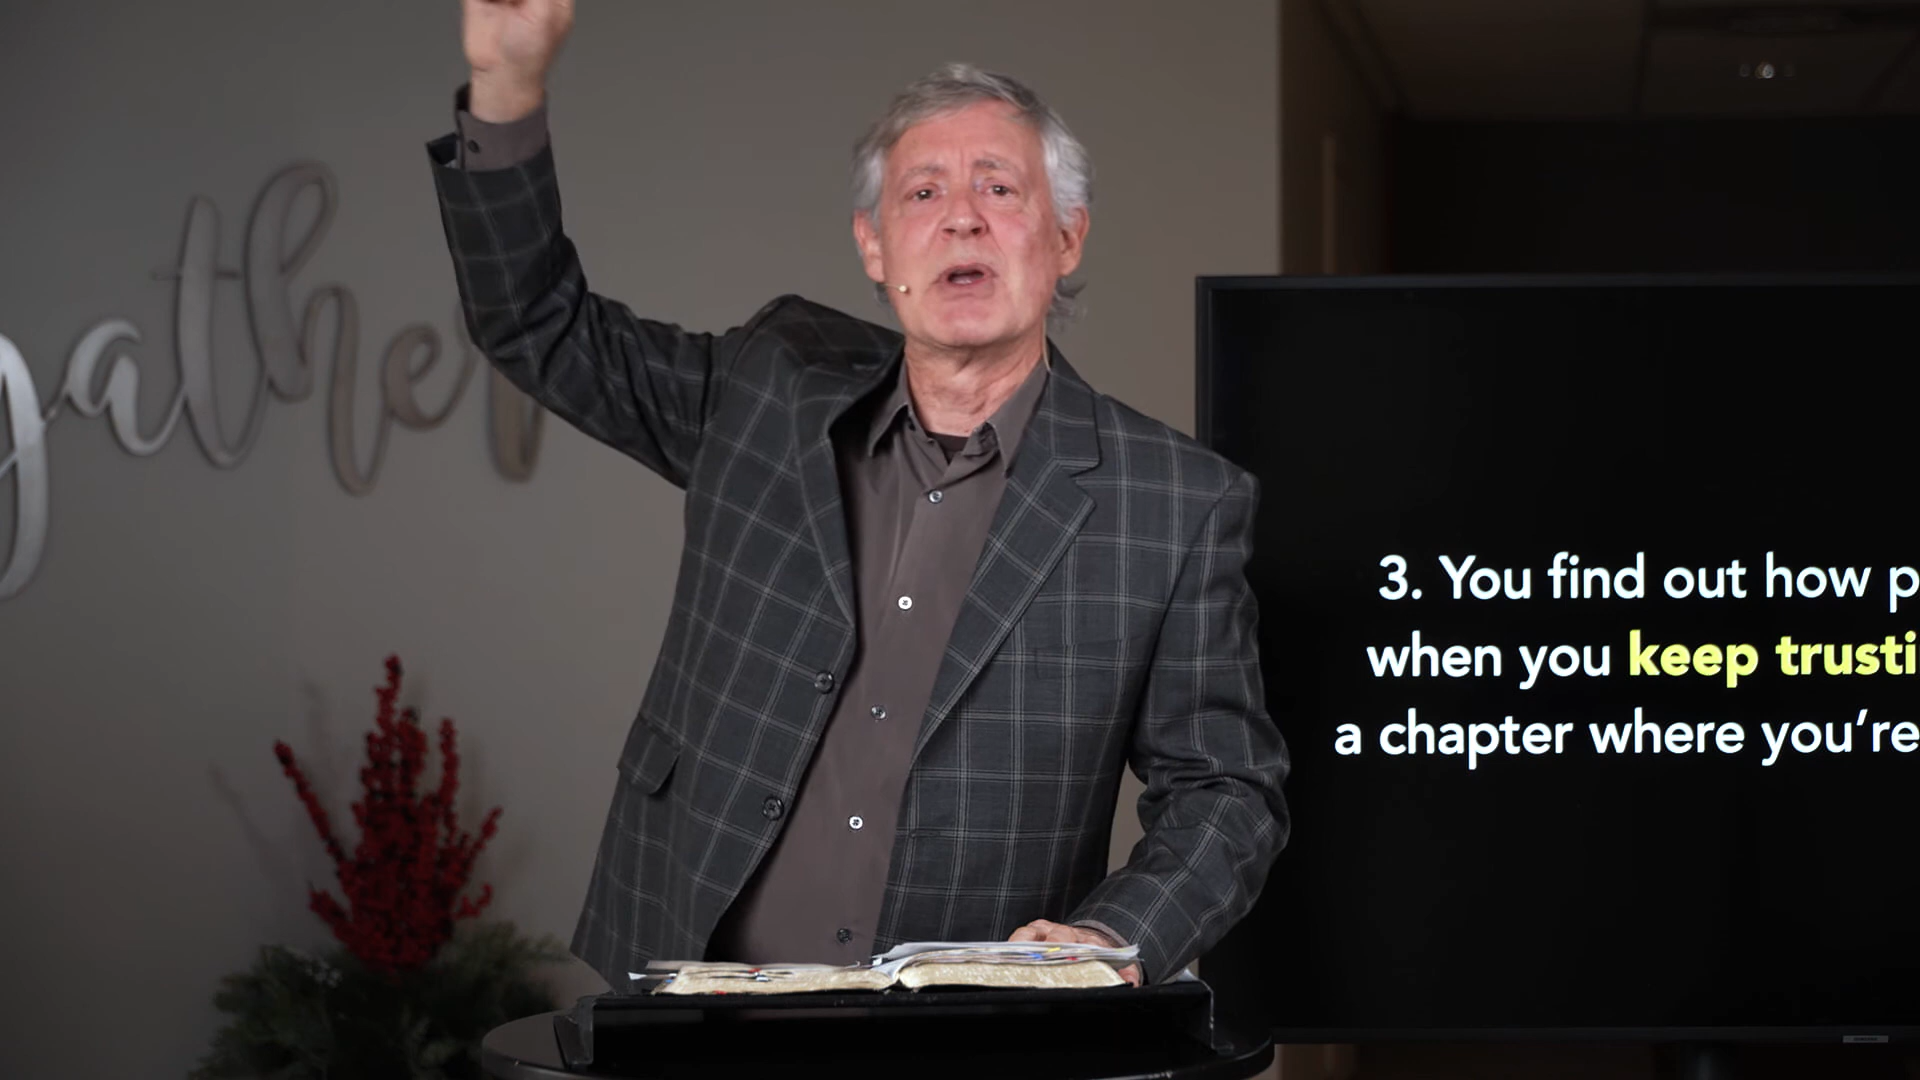 gather
3. You find out how p
when you keep trusti
a chapter where you're